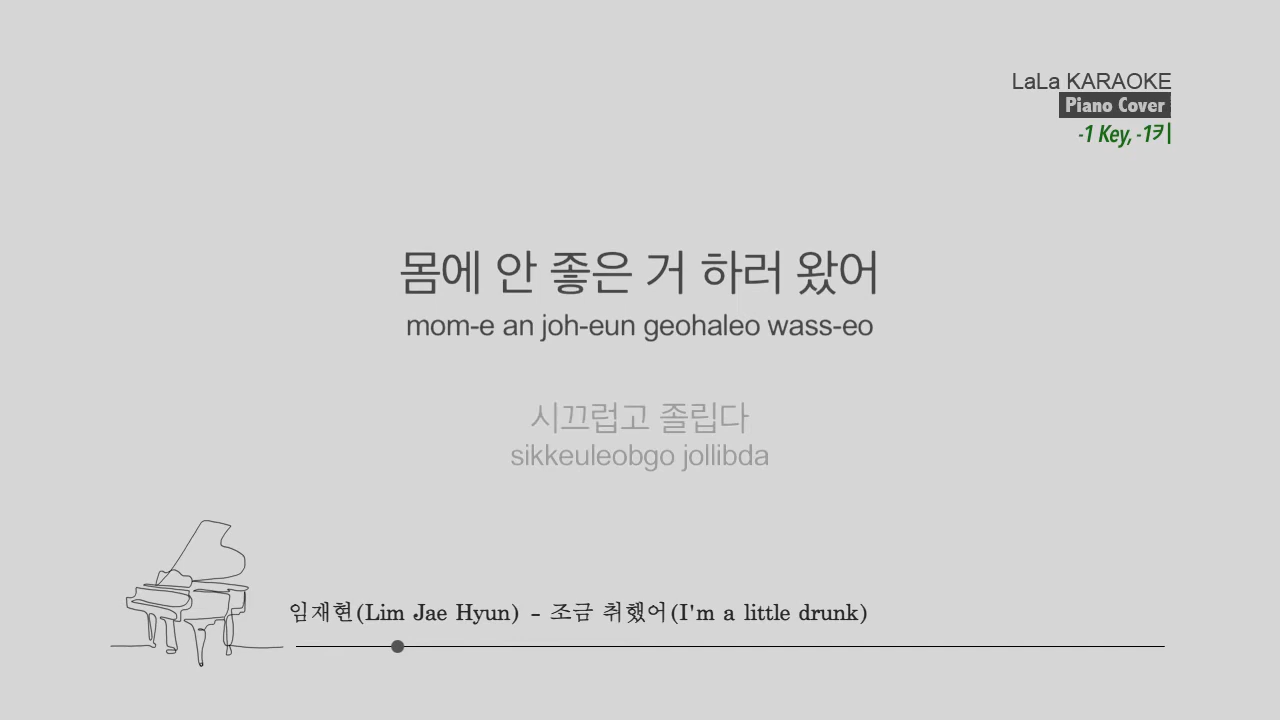 LaLa KARAOKE
Piano Cover
-1 Key, -1키
몸에 안 좋은 거 하러 왔어
mom-e an joh-eun geohaleo wass-eo
시끄럽고 졸립다
sikkeuleobgo jollibda
임재현(Lim Jae Hyun) - 조금 취했어(I'm a little drunk)